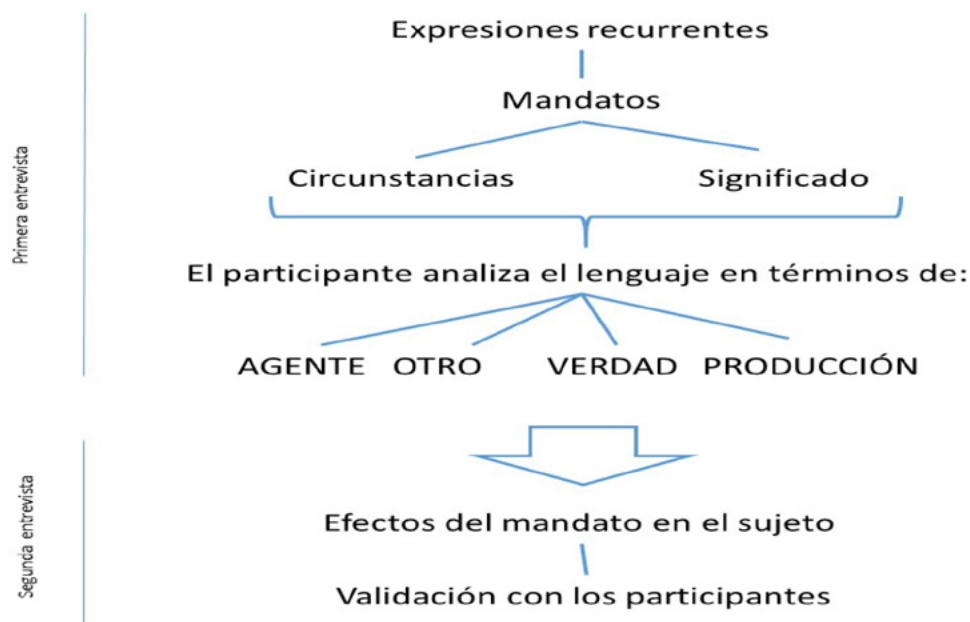 Primera entrevista
Expresiones recurrentes
Mandatos
Circunstancias Significado
El participante analiza el lenguaje en términos de:
AGENTE OTRO VERDAD PRODUCCIÓN
Segunda entrevista
Efectos del mandato en el sujeto
Validación con los participantes